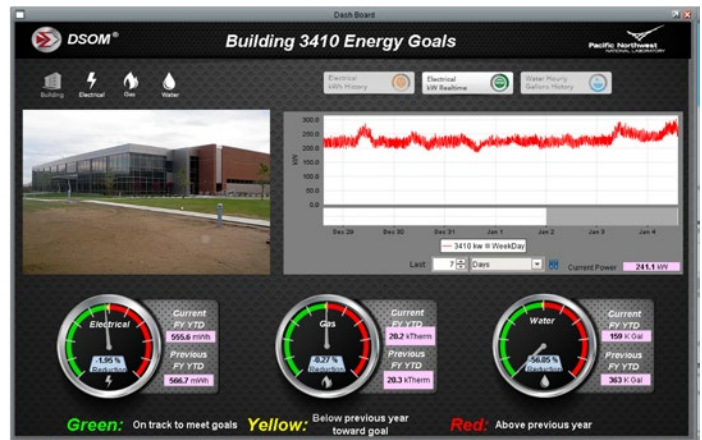 Dash Board
DSOM®
Building 3410 Energy Goals
Pacific Northwest
NATIONAL LABORATORY
Building
Electrical
Gas
Water
Electrical
kWh History
Electrical
kW Realtime
Water Hourly
Gallons History
300.0
250.0
200.0
150.0
100.0
50.0
0.0
kW
Dec 29
Dec 30
Dec 31
Jan 1
Jan 2
Jan 3
Jan 4
3410 kw
WeekDay
Last
7
Days
Current Power
241.1 kW
Electrical
-1.95 %
Reduction
Current
FY YTD
555.6 mWh
Previous
FY YTD
566.7 mWh
Gas
-0.27 %
Reduction
Current
FY YTD
20.2 kTherm
Previous
FY YTD
20.3 kTherm
Water
-56.05 %
Reduction
Current
FY YTD
159 K Gal
Previous
FY YTD
363 K Gal
Green: On track to meet goals
Yellow: Below previous year
toward goal
Red: Above previous year